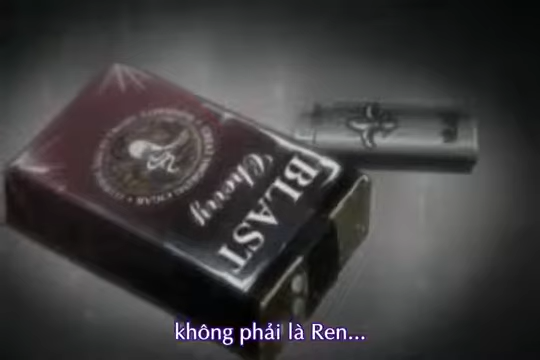 BLAST
Cherry
không phải là Ren...